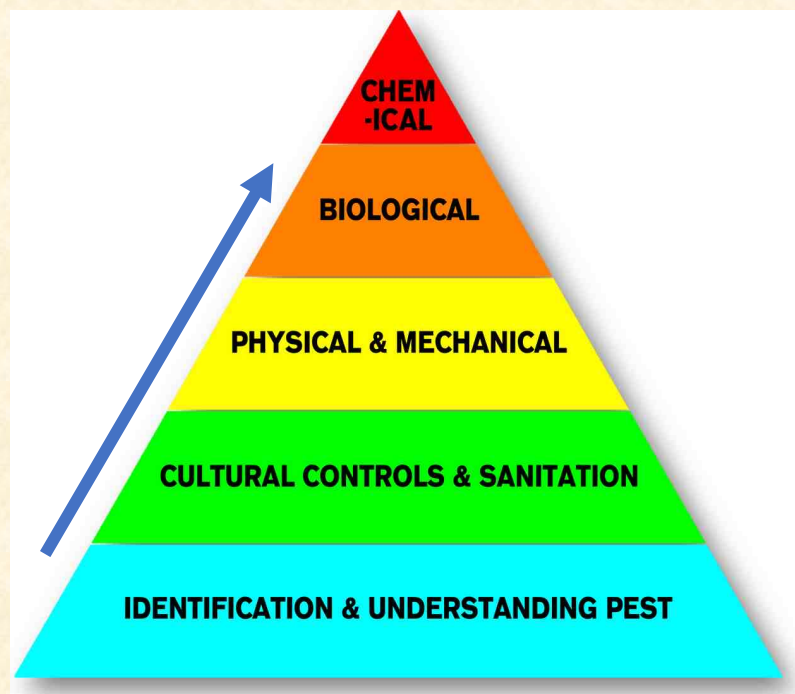 CHEM
-ICAL
BIOLOGICAL
PHYSICAL & MECHANICAL
CULTURAL CONTROLS & SANITATION
IDENTIFICATION & UNDERSTANDING PEST